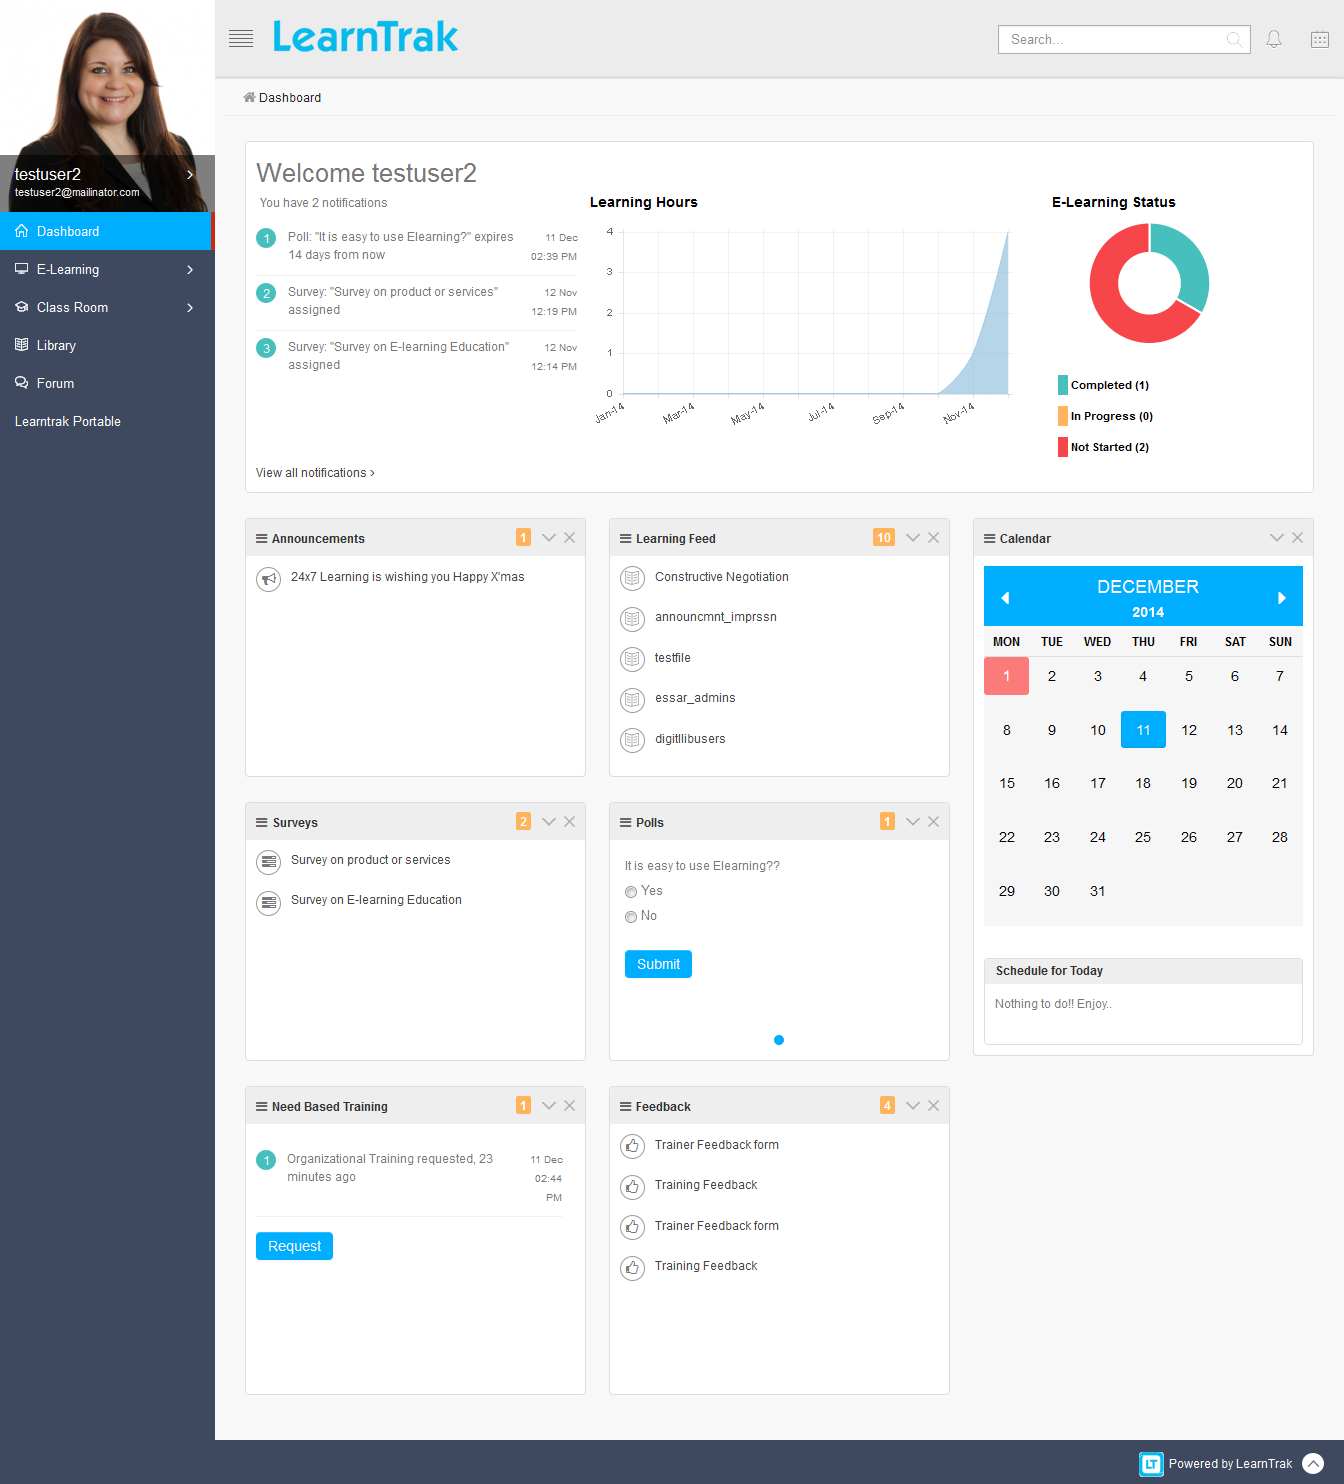 LearnTrak
Search...
testuser2
testuser2@mailinator.com
Dashboard
E-Learning
Class Room
Library
Forum
Learntrak Portable
Dashboard
Welcome testuser2
You have 2 notifications
1 Poll: "It is easy to use Elearning?" expires 11 Dec
14 days from now 02:39 PM
2 Survey: "Survey on product or services" 12 Nov
assigned 12:19 PM
3 Survey: "Survey on E-learning Education" 12 Nov
assigned 12:14 PM
View all notifications >
Learning Hours
4
3
2
1
0
Jan-14 Mar-14 May-14 Jul-14 Sep-14 Nov-14
E-Learning Status
Completed (1)
In Progress (0)
Not Started (2)
Announcements 1
24x7 Learning is wishing you Happy X'mas
Learning Feed 10
Constructive Negotiation
announcmnt_imprssn
testfile
essar_admins
digitllibusers
Calendar
DECEMBER
2014
MON TUE WED THU FRI SAT SUN
1 2 3 4 5 6 7
8 9 10 11 12 13 14
15 16 17 18 19 20 21
22 23 24 25 26 27 28
29 30 31
Schedule for Today
Nothing to do!! Enjoy..
Surveys 2
Survey on product or services
Survey on E-learning Education
Polls 1
It is easy to use Elearning??
Yes
No
Submit
Need Based Training 1
1 Organizational Training requested, 23 11 Dec
minutes ago 02:44
PM
Request
Feedback 4
Trainer Feedback form
Training Feedback
Trainer Feedback form
Training Feedback
LT Powered by LearnTrak